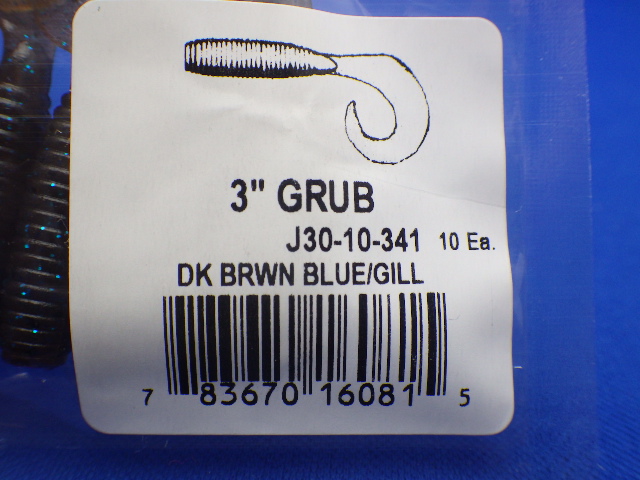 3" GRUB
J30-10-341 10 Ea.
DK BRWN BLUE/GILL
7 83670 16081 5